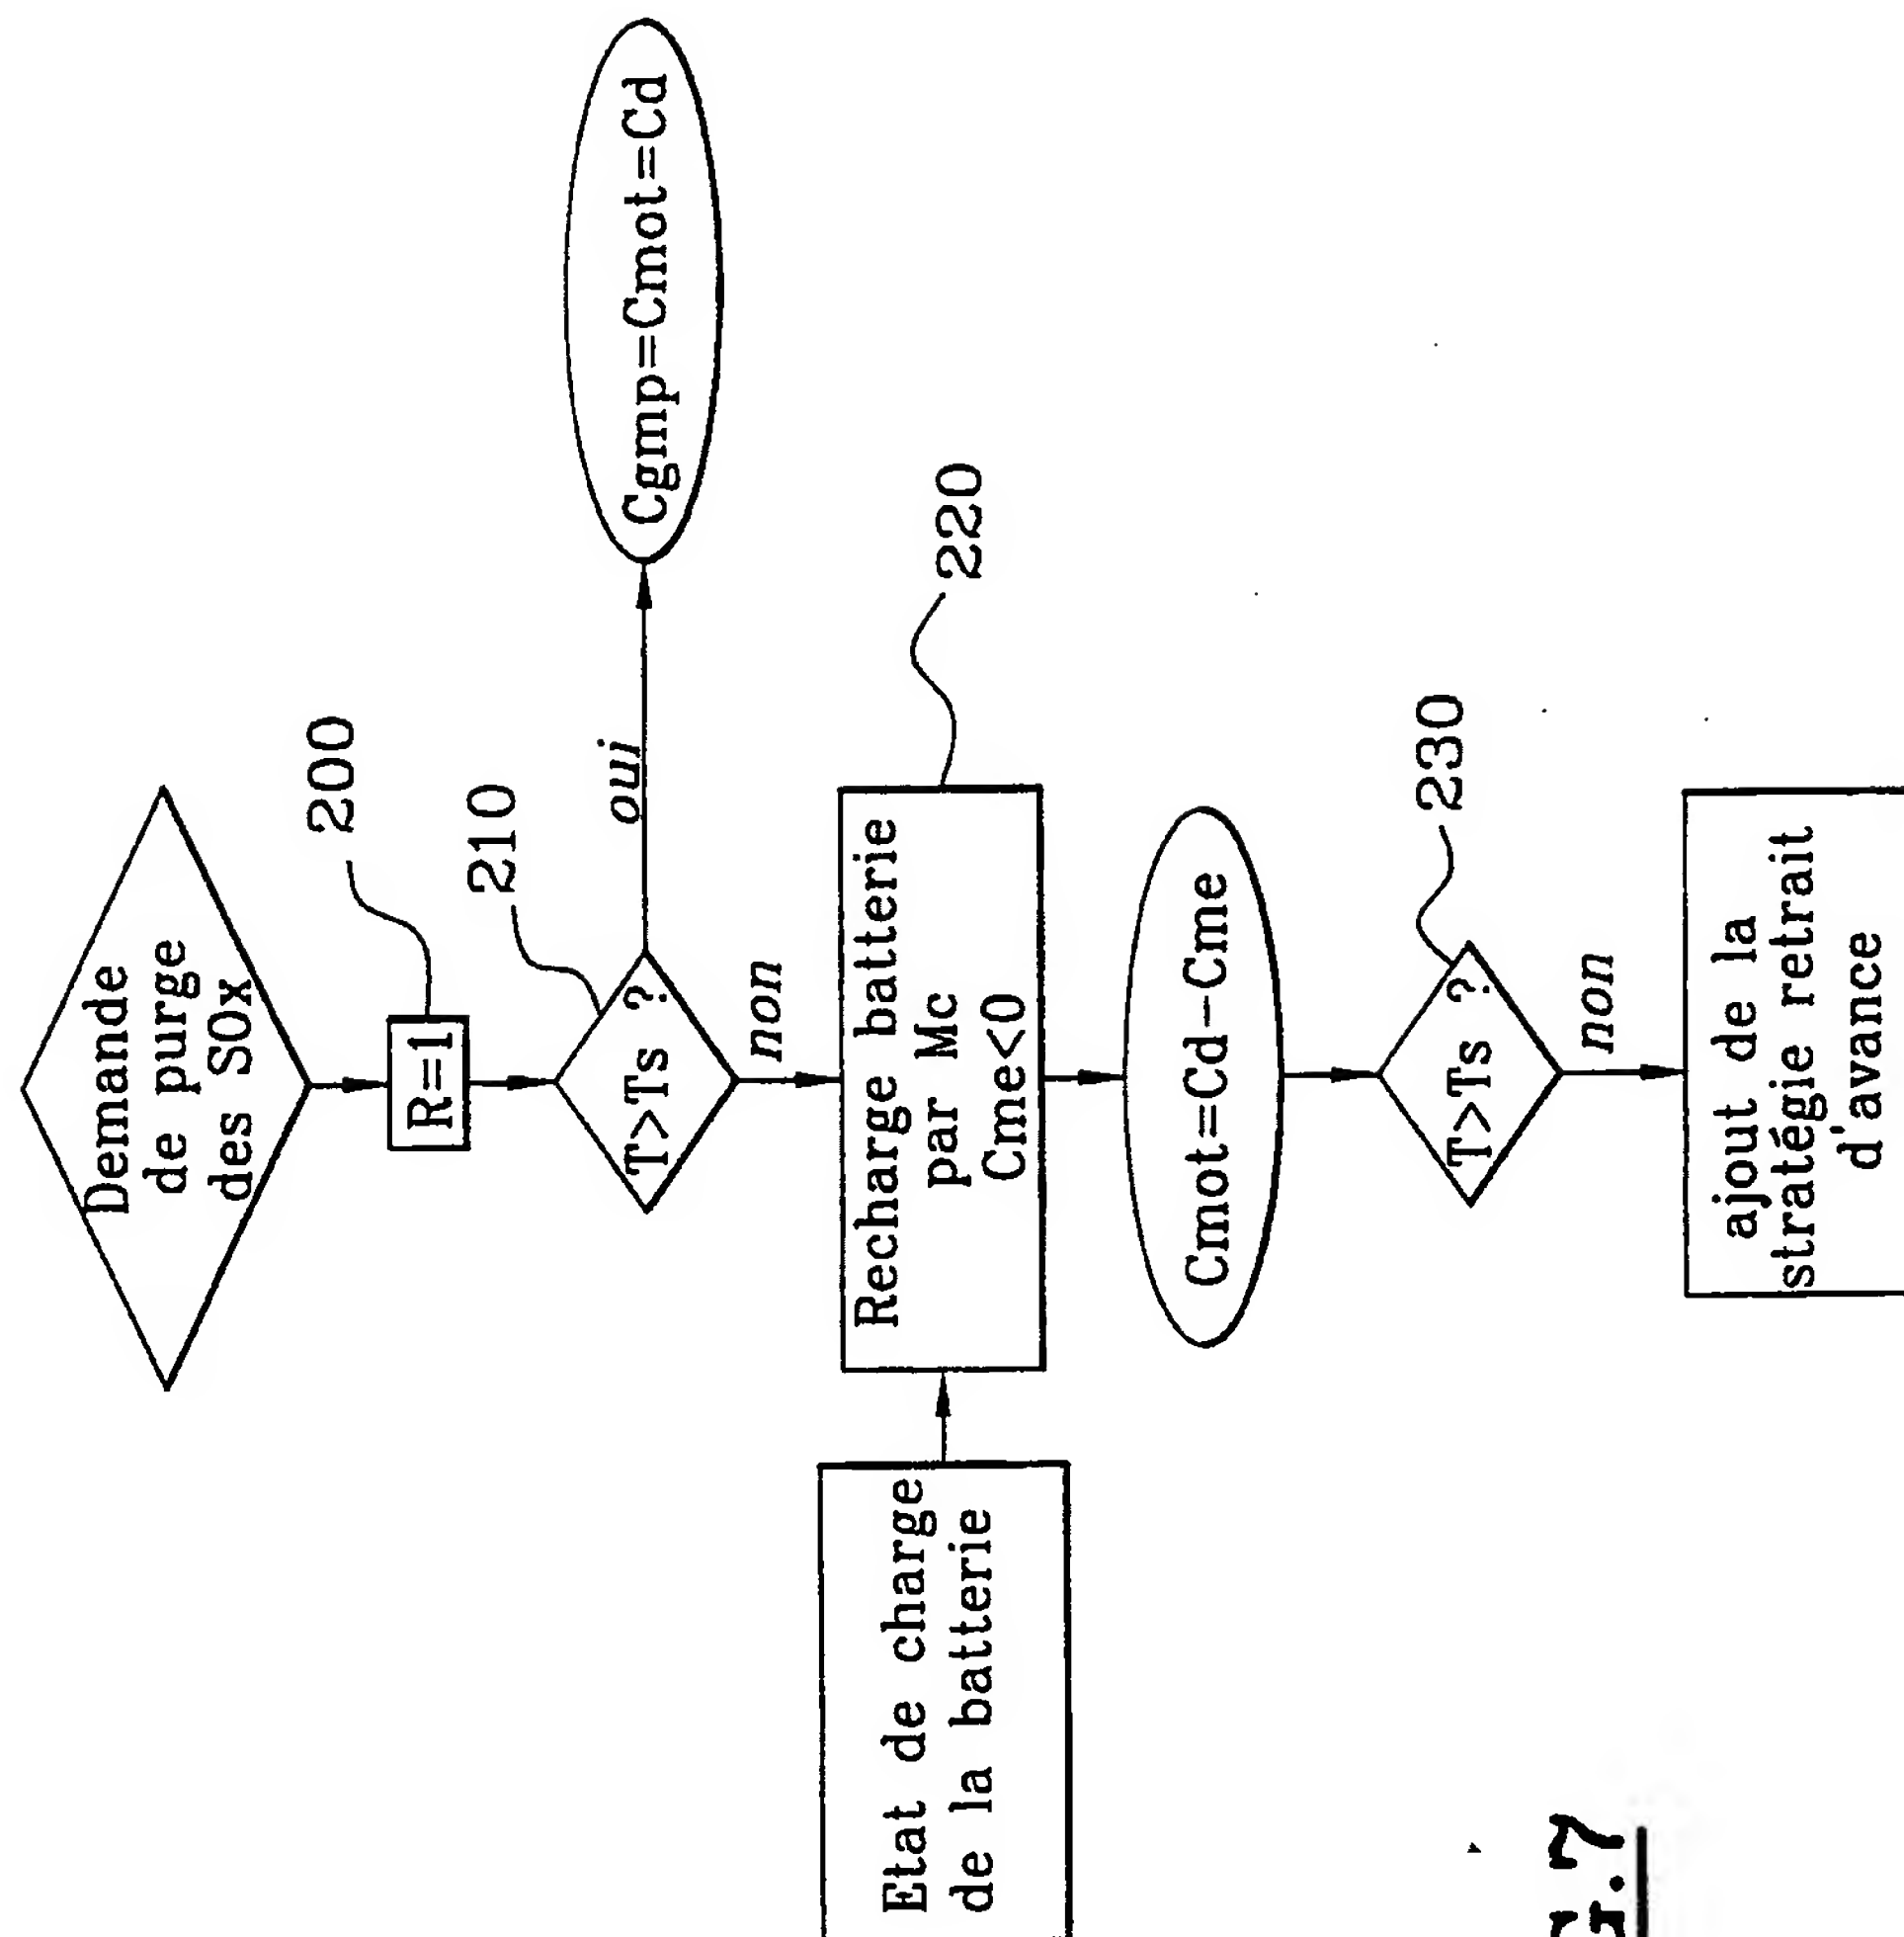 Demande
de purge
des SOx
200
R=1
210
T>Ts ?
oui
Cgmp=Cmot=Cd
non
220
Recharge batterie
par Mc
Cme<0
Etat de charge
de la batterie
Cmot=Cd-Cme
230
T>Ts ?
non
ajout de la
stratégie retrait
d'avance
G.7